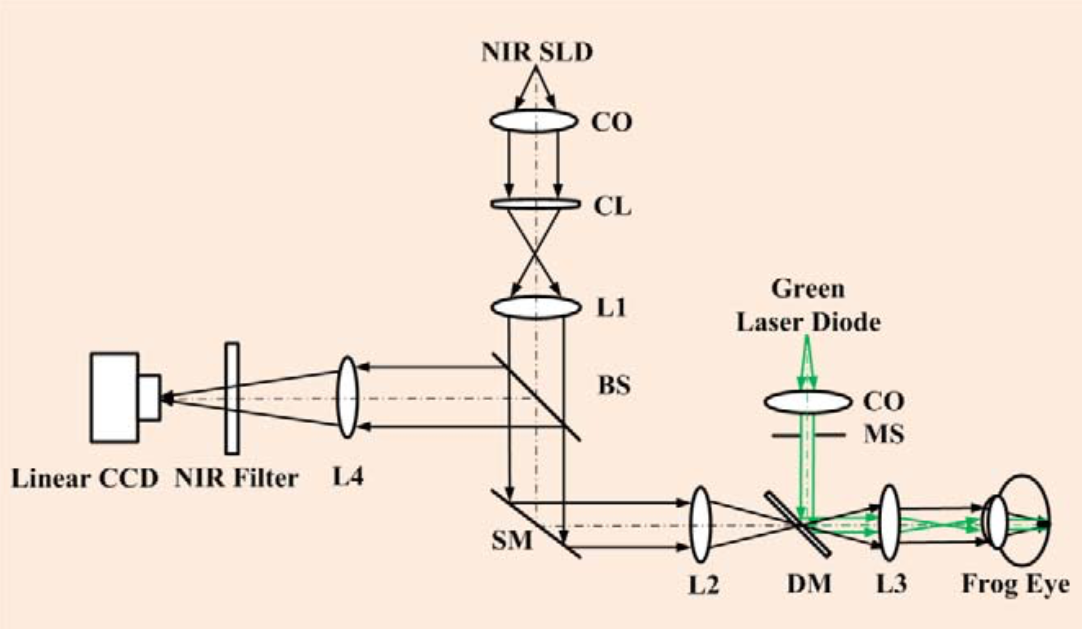 NIR SLD
CO
CL
L1
Green
Laser Diode
BS
CO
MS
Linear CCD
NIR Filter
L4
SM
L2
DM
L3
Frog Eye